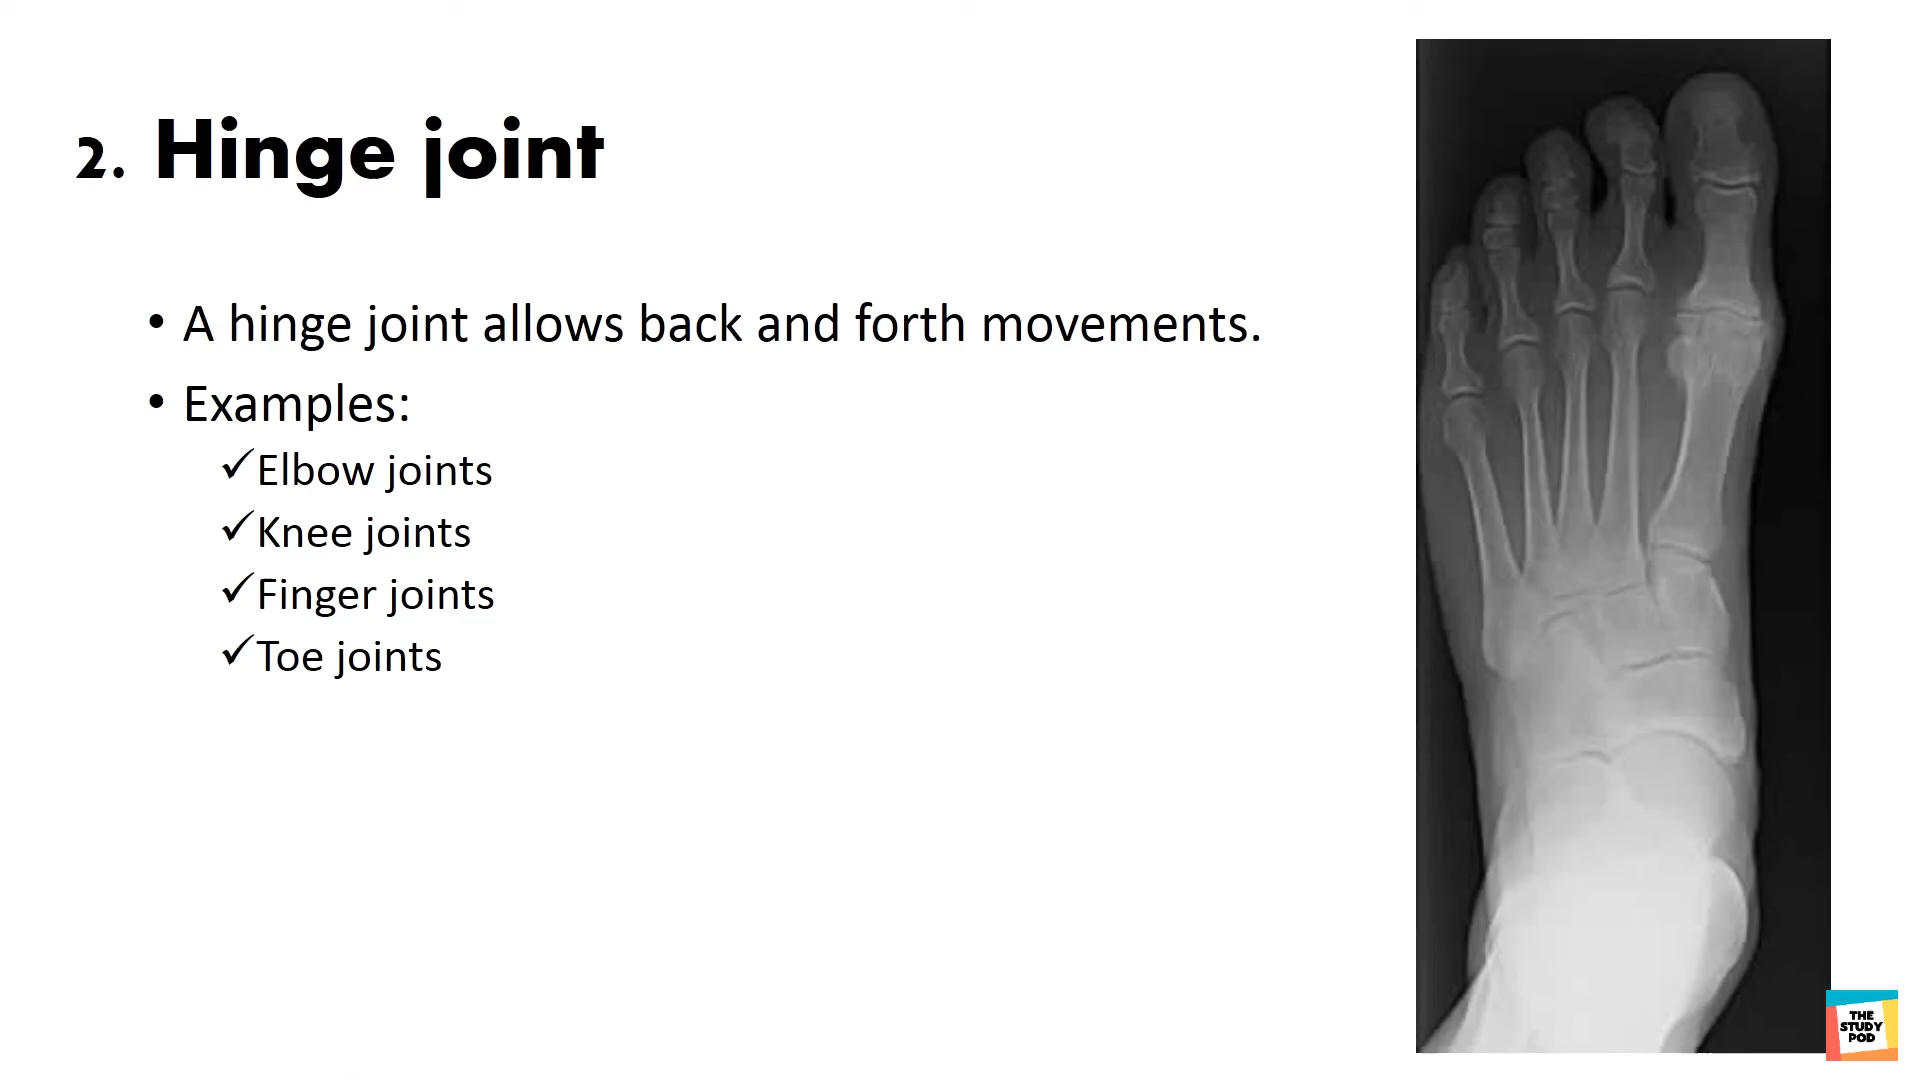 2. Hinge joint
• A hinge joint allows back and forth movements.
• Examples:
✓Elbow joints
✓Knee joints
✓Finger joints
✓Toe joints
THE
STUDY
POD